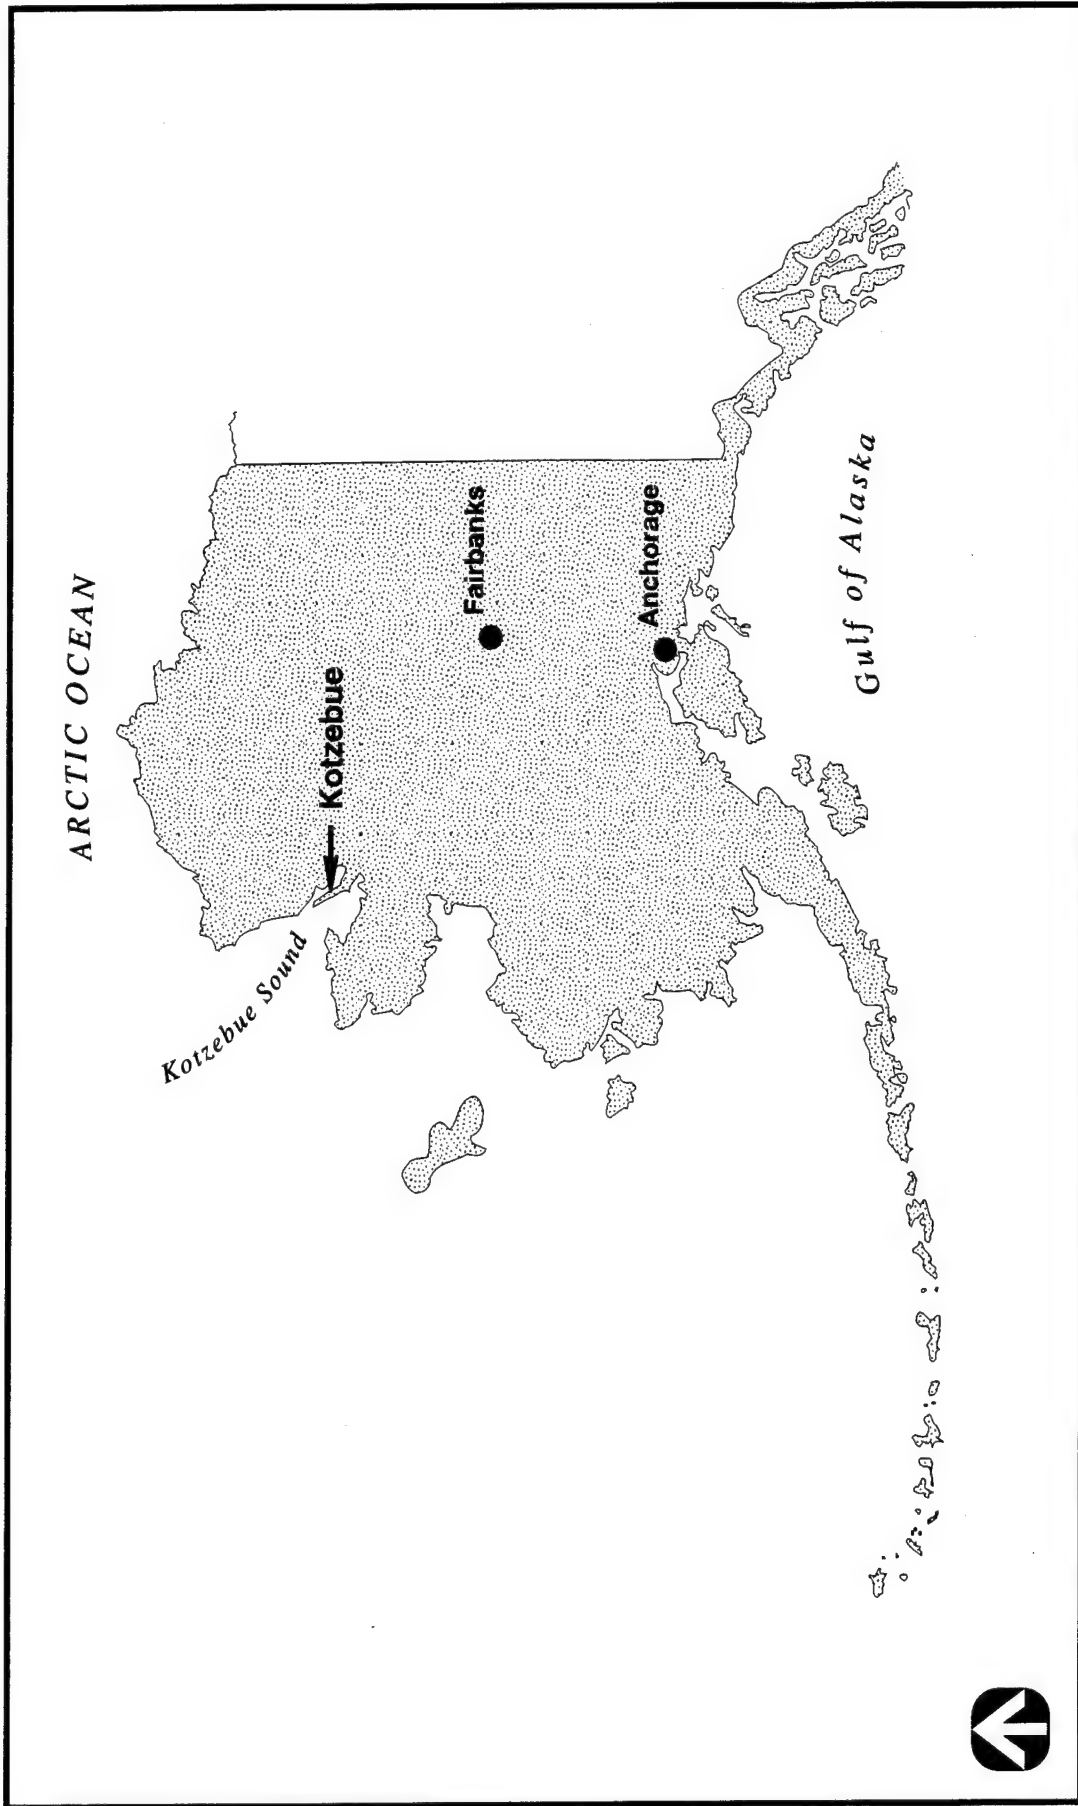 ARCTIC OCEAN
Kotzebue Sound
Kotzebue
Fairbanks
Anchorage
Gulf of Alaska